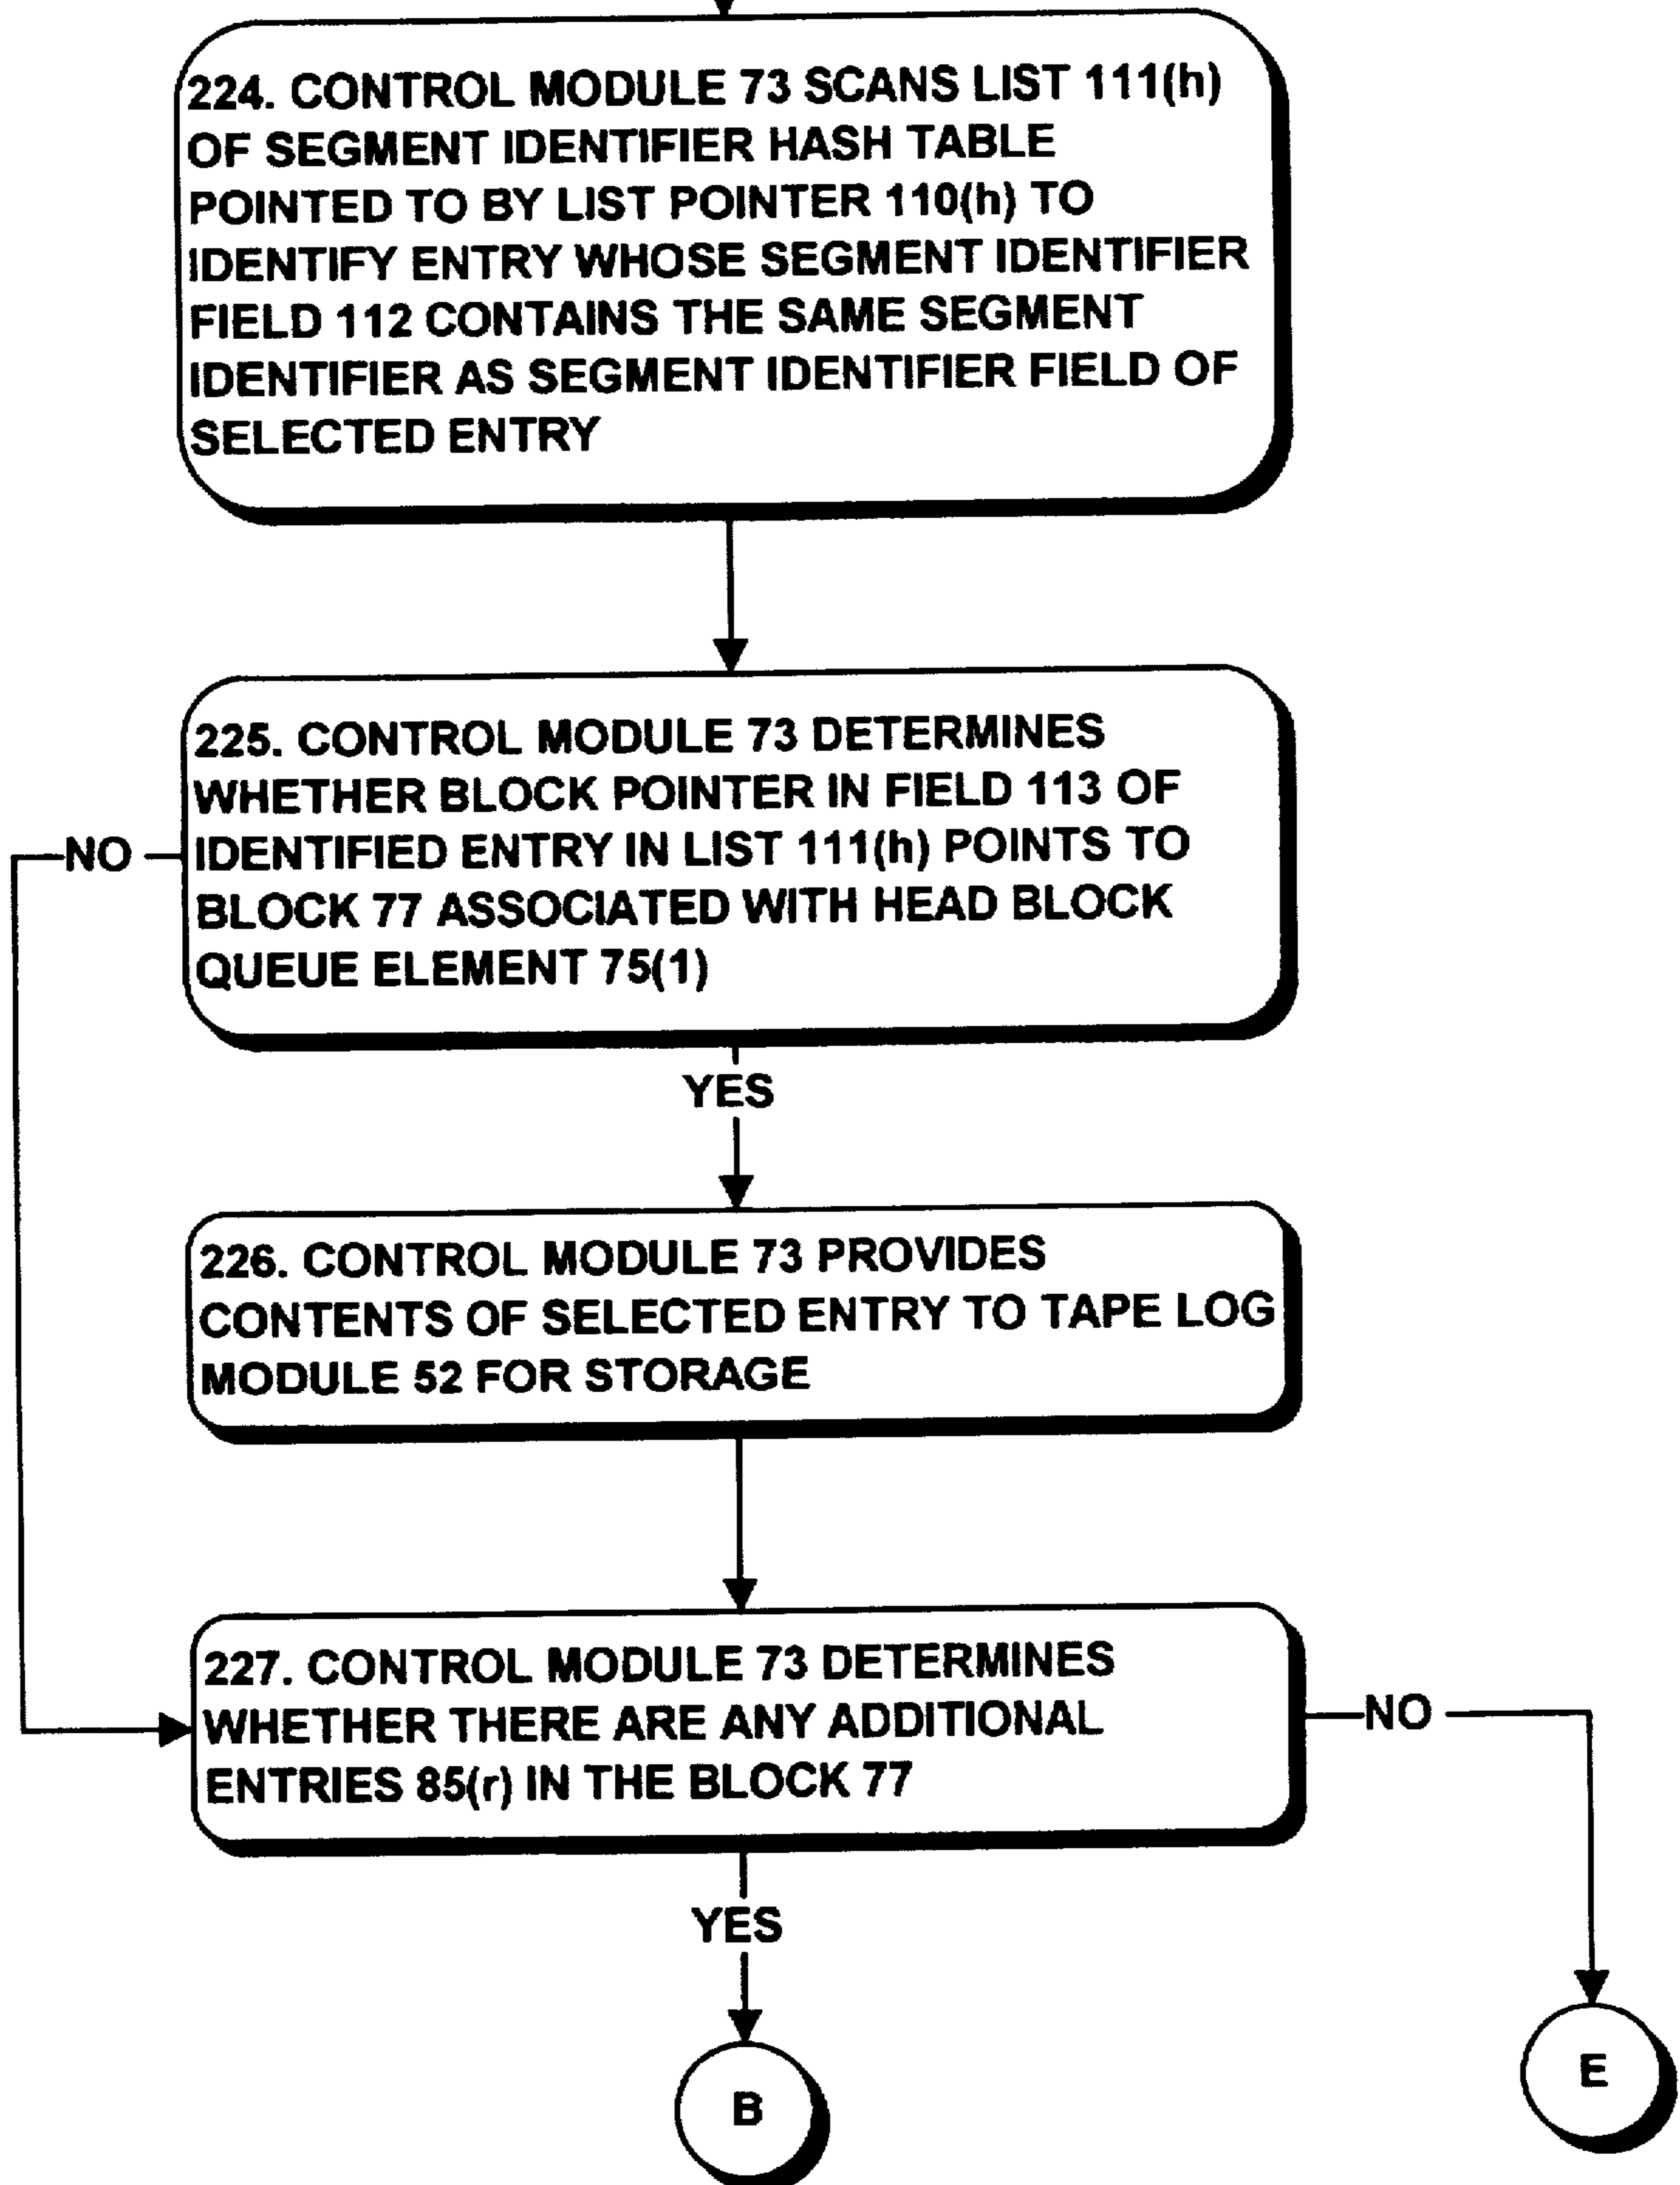 224. CONTROL MODULE 73 SCANS LIST 111(h)
OF SEGMENT IDENTIFIER HASH TABLE
POINTED TO BY LIST POINTER 110(h) TO
IDENTIFY ENTRY WHOSE SEGMENT IDENTIFIER
FIELD 112 CONTAINS THE SAME SEGMENT
IDENTIFIER AS SEGMENT IDENTIFIER FIELD OF
SELECTED ENTRY
225. CONTROL MODULE 73 DETERMINES
WHETHER BLOCK POINTER IN FIELD 113 OF
IDENTIFIED ENTRY IN LIST 111(h) POINTS TO
BLOCK 77 ASSOCIATED WITH HEAD BLOCK
QUEUE ELEMENT 75(1)
NO
YES
226. CONTROL MODULE 73 PROVIDES
CONTENTS OF SELECTED ENTRY TO TAPE LOG
MODULE 52 FOR STORAGE
227. CONTROL MODULE 73 DETERMINES
WHETHER THERE ARE ANY ADDITIONAL
ENTRIES 85(r) IN THE BLOCK 77
NO
YES
B
E